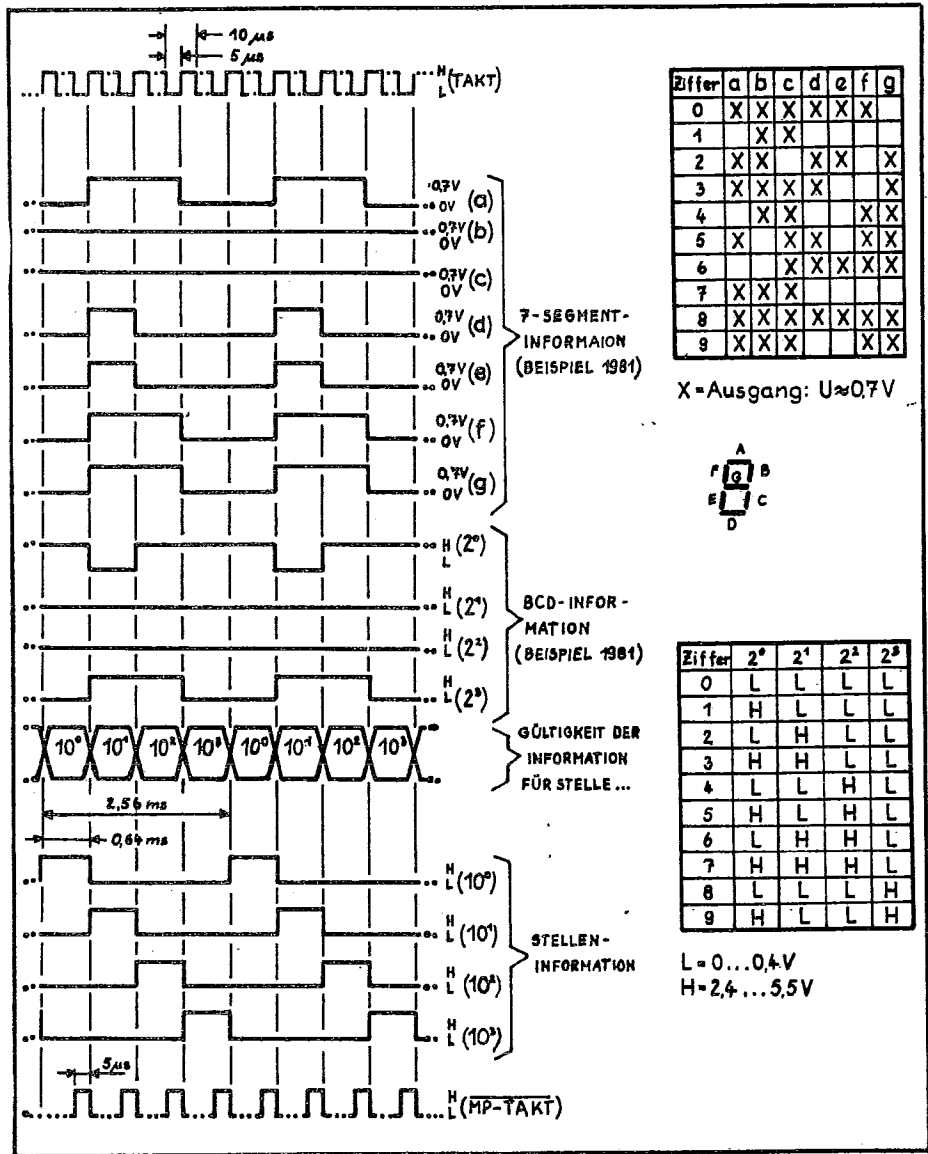 10 µs
5 µs
H
L (TAKT)
0,7V
0V (a)
0,7V
0V (b)
0,7V
0V (c)
0,7V
0V (d)
0,7V
0V (e)
0,7V
0V (f)
0,7V
0V (g)
7-SEGMENT-
INFORMAION
(BEISPIEL 1981)
H
L (2⁰)
H
L (2¹)
H
L (2²)
H
L (2³)
BCD-INFOR-
MATION
(BEISPIEL 1981)
10⁰ 10¹ 10² 10³ 10⁰ 10¹ 10² 10³
GÜLTIGKEIT DER
INFORMATION
FÜR STELLE...
2,56 ms
0,64 ms
H
L (10⁰)
H
L (10¹)
H
L (10²)
H
L (10³)
STELLEN-
INFORMATION
5µs
H
L (MP-TAKT)
Ziffer a b c d e f g
0 X X X X X X
1 X X
2 X X X X X
3 X X X X X
4 X X X X
5 X X X X X
6 X X X X X
7 X X X
8 X X X X X X X
9 X X X X X
X = Ausgang: U≈0,7V
A
F G B
E C
D
Ziffer 2⁰ 2¹ 2² 2³
0 L L L L
1 H L L L
2 L H L L
3 H H L L
4 L L H L
5 H L H L
6 L H H L
7 H H H L
8 L L L H
9 H L L H
L = 0...0,4V
H = 2,4...5,5V